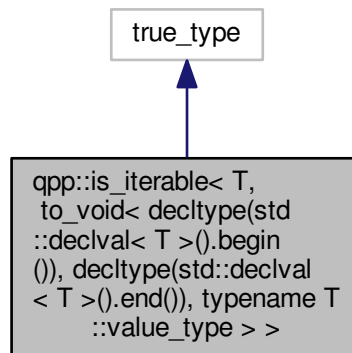 true_type
qpp::is_iterable< T,
to_void< decltype(std
::declval< T >().begin
()), decltype(std::declval
< T >().end()), typename T
::value_type > >